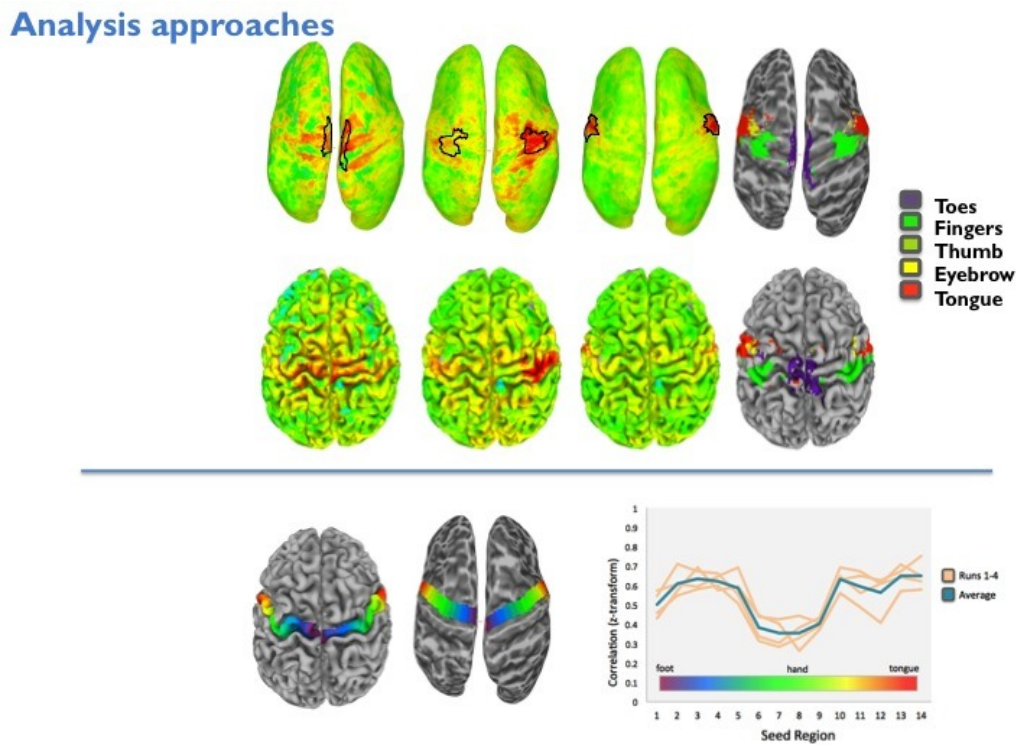 Analysis approaches
Toes
Fingers
Thumb
Eyebrow
Tongue
Correlation (z-transform)
1
0.9
0.8
0.7
0.6
0.5
0.4
0.3
0.2
0.1
0
foot hand tongue
1 2 3 4 5 6 7 8 9 10 11 12 13 14
Seed Region
Runs 1-4
Average